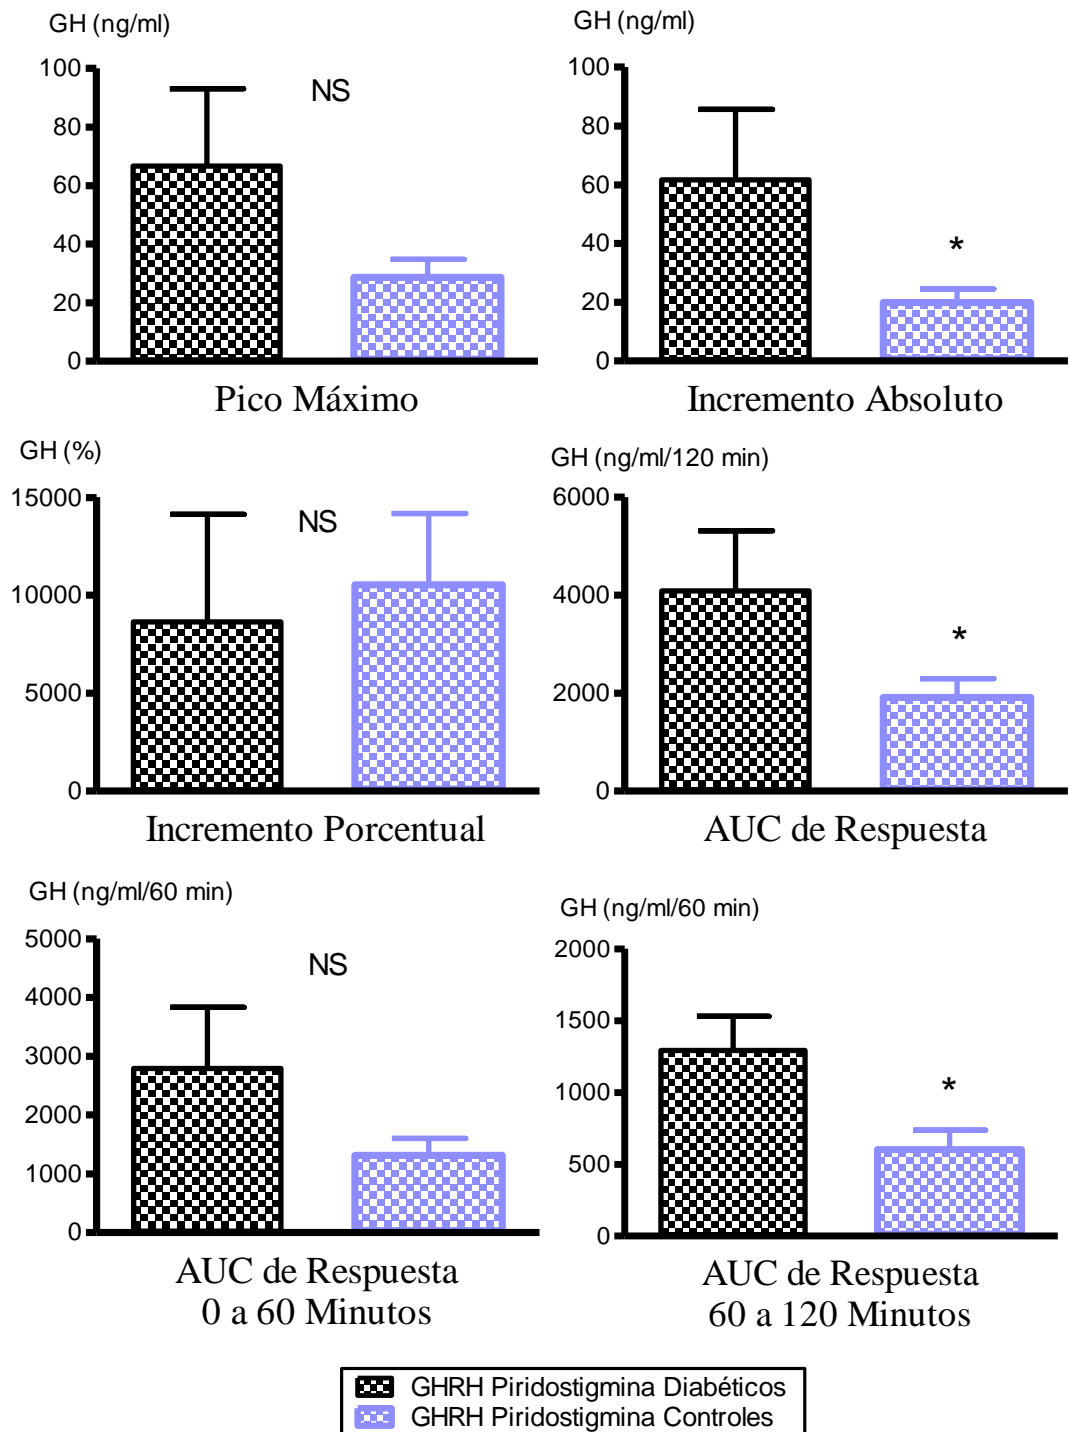 GH (ng/ml)
100
80
60
40
20
0
NS
Pico Máximo
GH (ng/ml)
100
80
60
40
20
0
*
Incremento Absoluto
GH (%)
15000
10000
5000
0
NS
Incremento Porcentual
GH (ng/ml/120 min)
6000
4000
2000
0
*
AUC de Respuesta
GH (ng/ml/60 min)
5000
4000
3000
2000
1000
0
NS
AUC de Respuesta
0 a 60 Minutos
GH (ng/ml/60 min)
2000
1500
1000
500
0
*
AUC de Respuesta
60 a 120 Minutos
GHRH Piridostigmina Diabéticos
GHRH Piridostigmina Controles